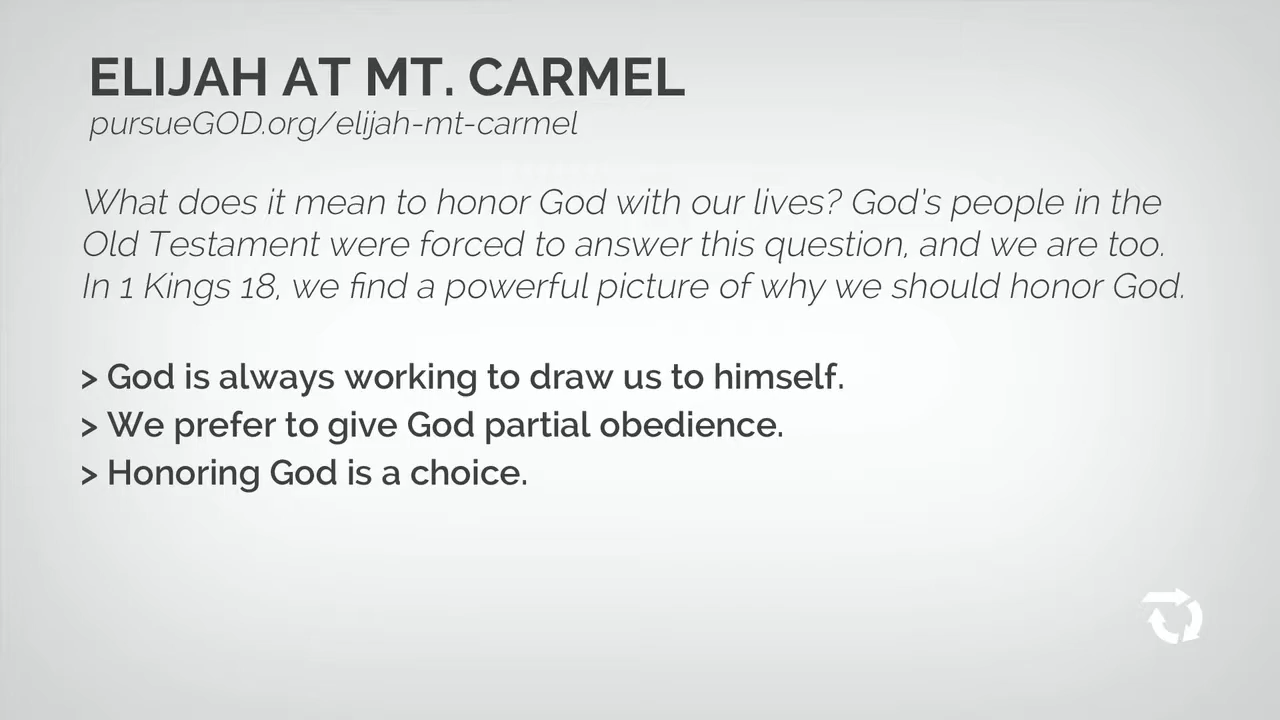 ELIJAH AT MT. CARMEL
pursueGOD.org/elijah-mt-carmel
What does it mean to honor God with our lives? God's people in the
Old Testament were forced to answer this question, and we are too.
In 1 Kings 18, we find a powerful picture of why we should honor God.
> God is always working to draw us to himself.
> We prefer to give God partial obedience.
> Honoring God is a choice.